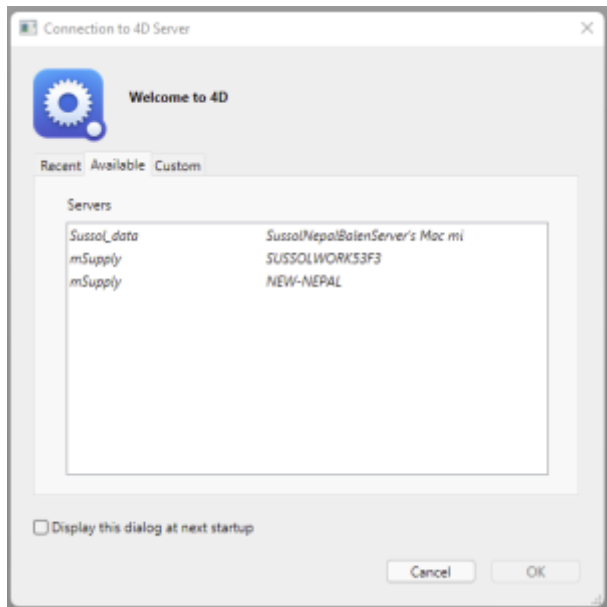 Connection to 4D Server
Welcome to 4D
Recent Available Custom
Servers
Sussol_data SussolNepalBalenServer's Mac mi
mSupply SUSSOLWORK53F3
mSupply NEW-NEPAL
Display this dialog at next startup
Cancel OK